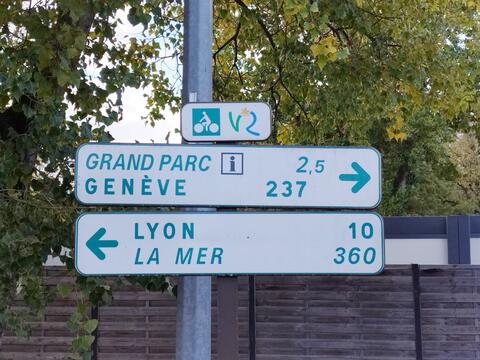 V2
GRAND PARC i 2,5
GENÈVE 237
LYON 10
LA MER 360